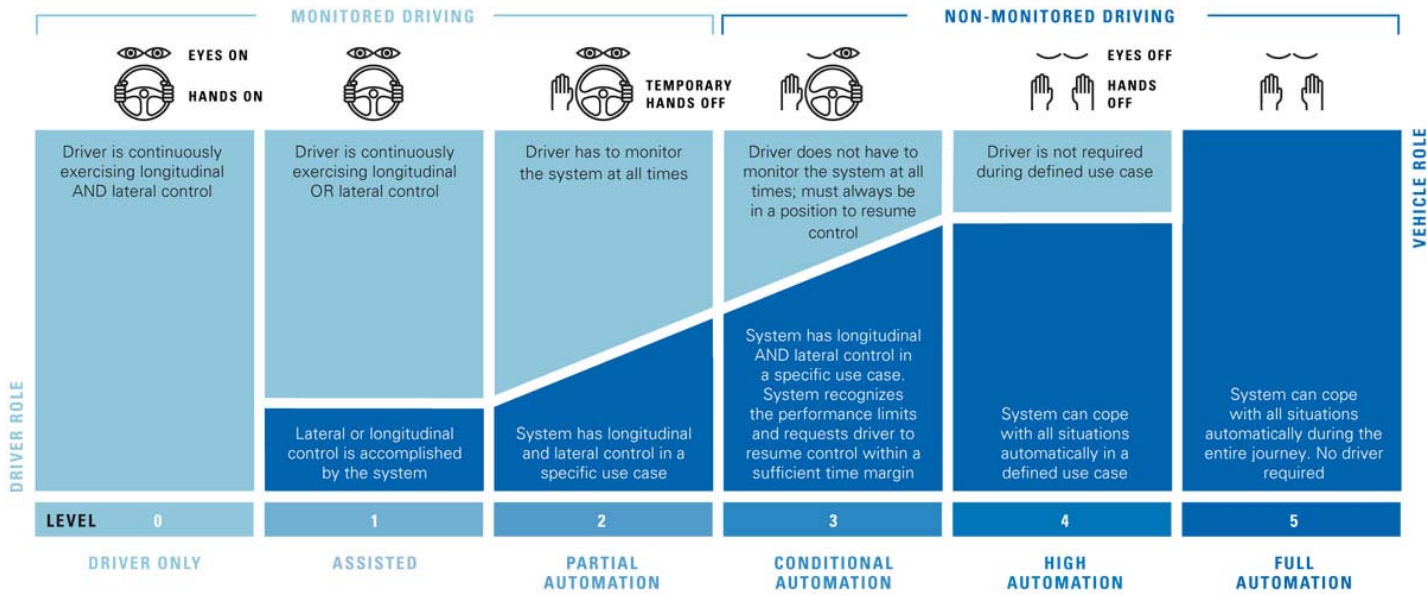 MONITORED DRIVING
NON-MONITORED DRIVING
EYES ON
HANDS ON
TEMPORARY
HANDS OFF
EYES OFF
HANDS
OFF
Driver is continuously
exercising longitudinal
AND lateral control
Driver is continuously
exercising longitudinal
OR lateral control
Driver has to monitor
the system at all times
Driver does not have to
monitor the system at all
times; must always be
in a position to resume
control
Driver is not required
during defined use case
VEHICLE ROLE
DRIVER ROLE
Lateral or longitudinal
control is accomplished
by the system
System has longitudinal
and lateral control in a
specific use case
System has longitudinal
AND lateral control in
a specific use case.
System recognizes
the performance limits
and requests driver to
resume control within a
sufficient time margin
System can cope
with all situations
automatically in a
defined use case
System can cope
with all situations
automatically during the
entire journey. No driver
required
LEVEL 0 1 2 3 4 5
DRIVER ONLY
ASSISTED
PARTIAL
AUTOMATION
CONDITIONAL
AUTOMATION
HIGH
AUTOMATION
FULL
AUTOMATION